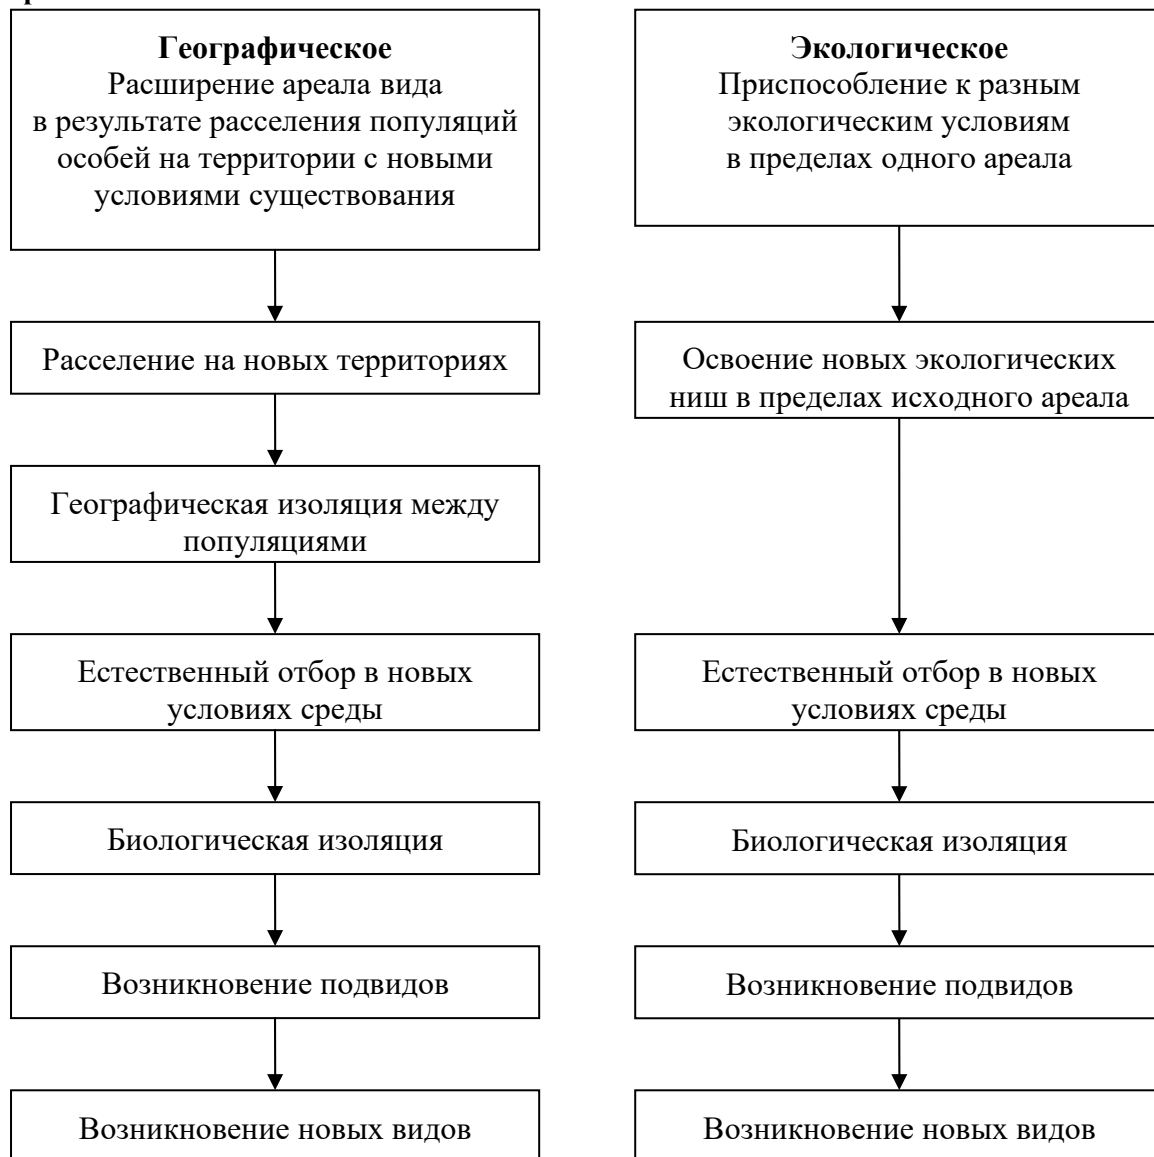 Географическое
Расширение ареала вида
в результате расселения популяций
особей на территории с новыми
условиями существования
Экологическое
Приспособление к разным
экологическим условиям
в пределах одного ареала
Расселение на новых территориях
Освоение новых экологических
ниш в пределах исходного ареала
Географическая изоляция между
популяциями
Естественный отбор в новых
условиях среды
Естественный отбор в новых
условиях среды
Биологическая изоляция
Биологическая изоляция
Возникновение подвидов
Возникновение подвидов
Возникновение новых видов
Возникновение новых видов